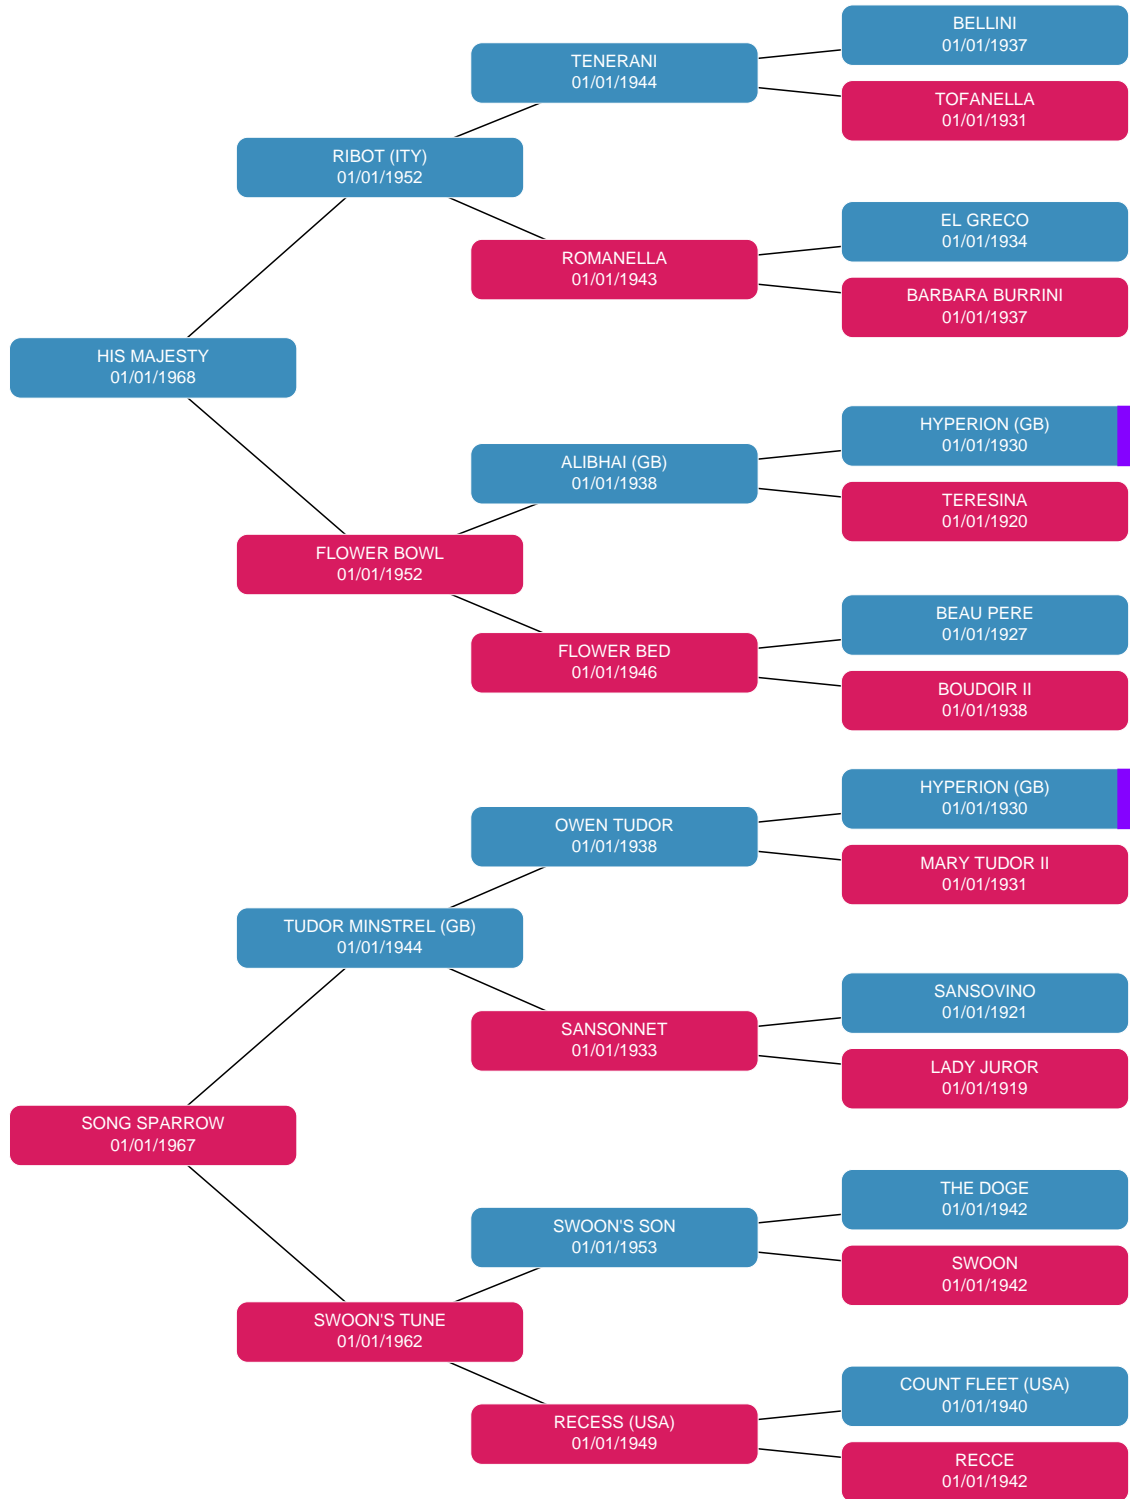 BELLINI
01/01/1937
TENERANI
01/01/1944
TOFANELLA
01/01/1931
RIBOT (ITY)
01/01/1952
EL GRECO
01/01/1934
ROMANELLA
01/01/1943
BARBARA BURRINI
01/01/1937
HIS MAJESTY
01/01/1968
HYPERION (GB)
01/01/1930
ALIBHAI (GB)
01/01/1938
TERESINA
01/01/1920
FLOWER BOWL
01/01/1952
BEAU PERE
01/01/1927
FLOWER BED
01/01/1946
BOUDOIR II
01/01/1938
HYPERION (GB)
01/01/1930
OWEN TUDOR
01/01/1938
MARY TUDOR II
01/01/1931
TUDOR MINSTREL (GB)
01/01/1944
SANSOVINO
01/01/1921
SANSONNET
01/01/1933
LADY JUROR
01/01/1919
SONG SPARROW
01/01/1967
THE DOGE
01/01/1942
SWOON'S SON
01/01/1953
SWOON
01/01/1942
SWOON'S TUNE
01/01/1962
COUNT FLEET (USA)
01/01/1940
RECESS (USA)
01/01/1949
RECCE
01/01/1942